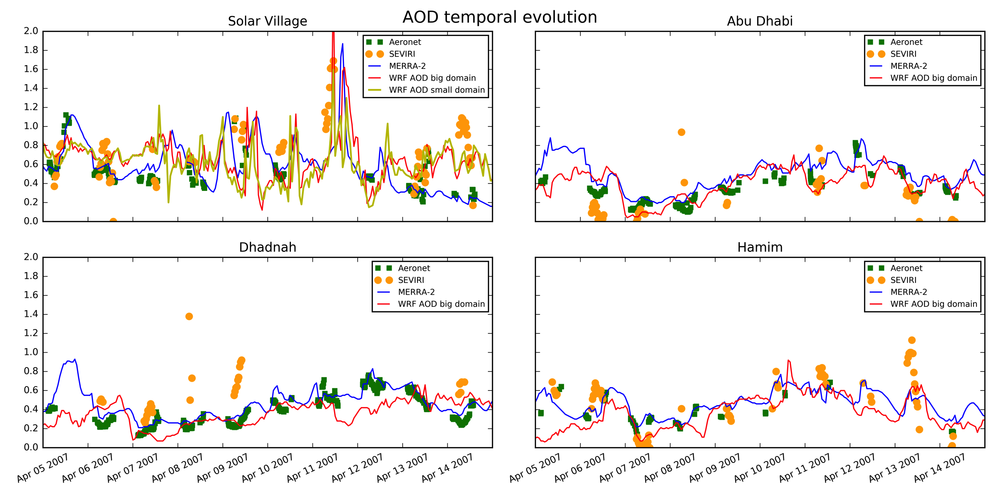 AOD temporal evolution
Solar Village
Abu Dhabi
2.0
1.8
1.6
1.4
1.2
1.0
0.8
0.6
0.4
0.2
0.0
Aeronet
SEVIRI
MERRA-2
WRF AOD big domain
WRF AOD small domain
Aeronet
SEVIRI
MERRA-2
WRF AOD big domain
Dhadnah
Hamim
2.0
1.8
1.6
1.4
1.2
1.0
0.8
0.6
0.4
0.2
0.0
Aeronet
SEVIRI
MERRA-2
WRF AOD big domain
Aeronet
SEVIRI
MERRA-2
WRF AOD big domain
Apr 05 2007
Apr 06 2007
Apr 07 2007
Apr 08 2007
Apr 09 2007
Apr 10 2007
Apr 11 2007
Apr 12 2007
Apr 13 2007
Apr 14 2007
Apr 05 2007
Apr 06 2007
Apr 07 2007
Apr 08 2007
Apr 09 2007
Apr 10 2007
Apr 11 2007
Apr 12 2007
Apr 13 2007
Apr 14 2007